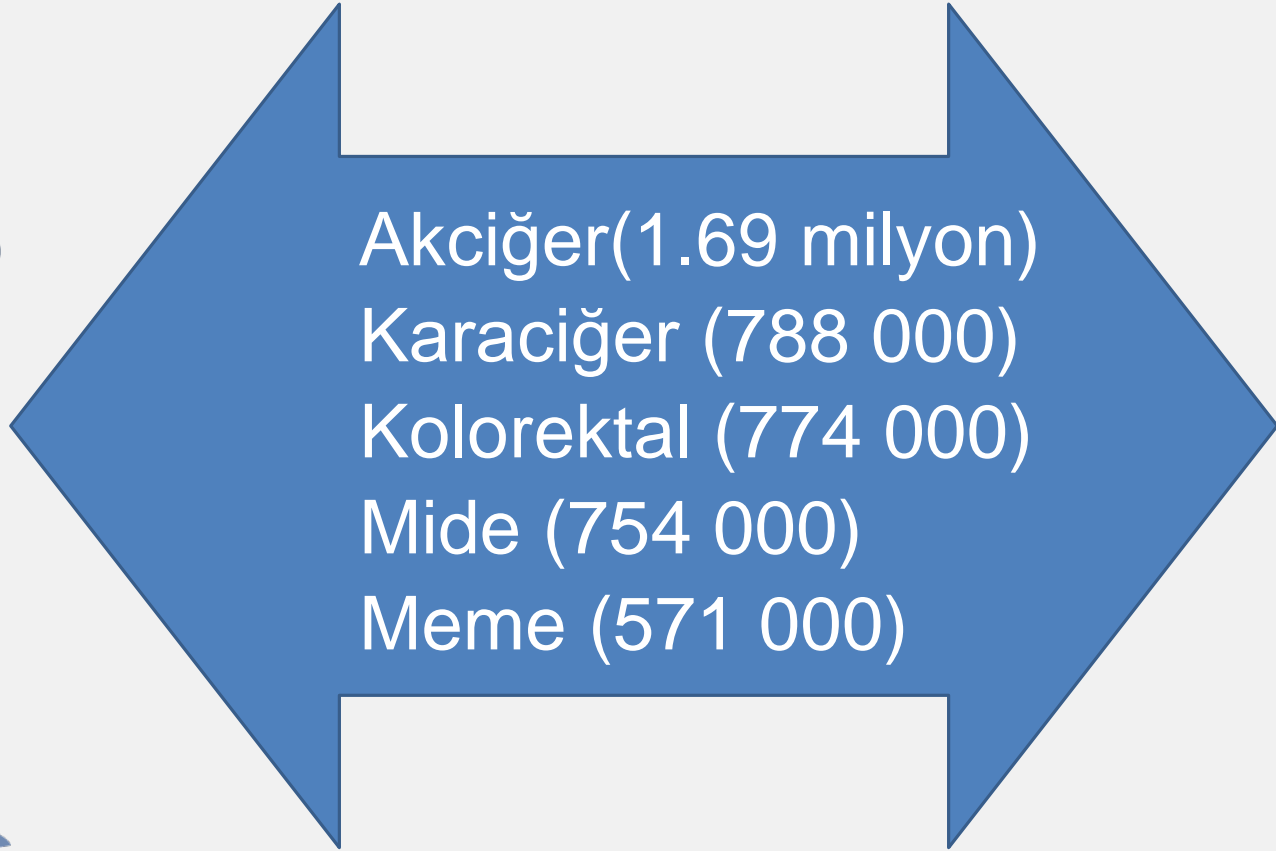 Akciğer(1.69 milyon)
Karaciğer (788 000)
Kolorektal (774 000)
Mide (754 000)
Meme (571 000)